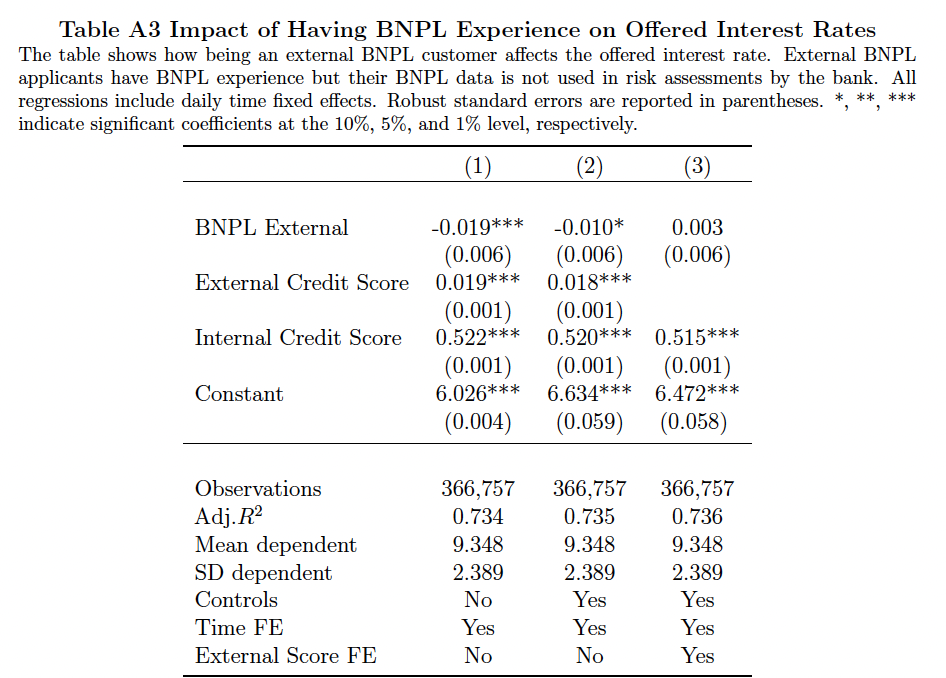 Table A3 Impact of Having BNPL Experience on Offered Interest Rates
The table shows how being an external BNPL customer affects the offered interest rate. External BNPL
applicants have BNPL experience but their BNPL data is not used in risk assessments by the bank. All
regressions include daily time fixed effects. Robust standard errors are reported in parentheses. *, **, ***
indicate significant coefficients at the 10%, 5%, and 1% level, respectively.
(1) (2) (3)
BNPL External -0.019*** -0.010* 0.003
(0.006) (0.006) (0.006)
External Credit Score 0.019*** 0.018***
(0.001) (0.001)
Internal Credit Score 0.522*** 0.520*** 0.515***
(0.001) (0.001) (0.001)
Constant 6.026*** 6.634*** 6.472***
(0.004) (0.059) (0.058)
Observations 366,757 366,757 366,757
Adj.R² 0.734 0.735 0.736
Mean dependent 9.348 9.348 9.348
SD dependent 2.389 2.389 2.389
Controls No Yes Yes
Time FE Yes Yes Yes
External Score FE No No Yes